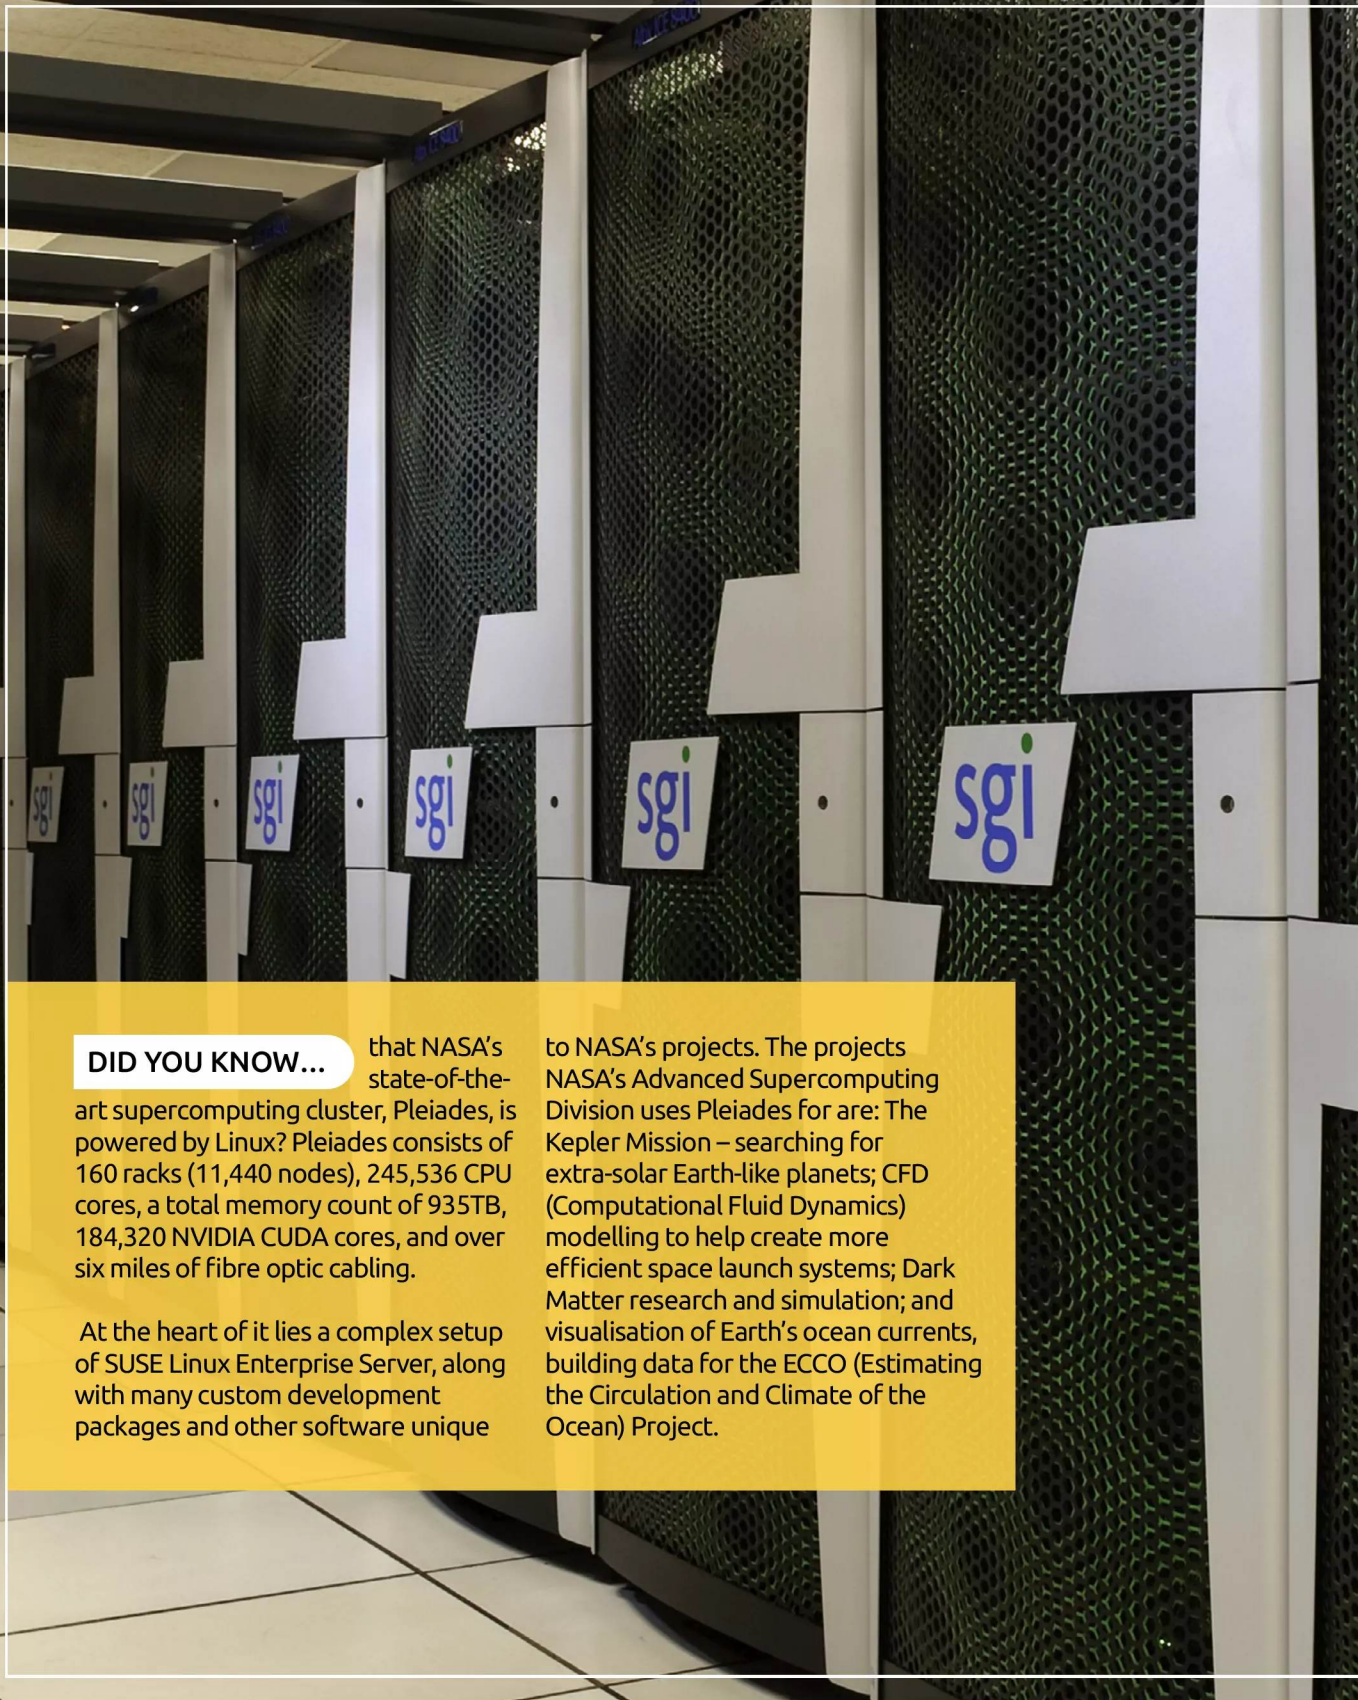 sgi
sgi
sgi
sgi
sgi
sgi
DID YOU KNOW...
that NASA's
state-of-the-
art supercomputing cluster, Pleiades, is
powered by Linux? Pleiades consists of
160 racks (11,440 nodes), 245,536 CPU
cores, a total memory count of 935TB,
184,320 NVIDIA CUDA cores, and over
six miles of fibre optic cabling.
At the heart of it lies a complex setup
of SUSE Linux Enterprise Server, along
with many custom development
packages and other software unique
to NASA's projects. The projects
NASA's Advanced Supercomputing
Division uses Pleiades for are: The
Kepler Mission – searching for
extra-solar Earth-like planets; CFD
(Computational Fluid Dynamics)
modelling to help create more
efficient space launch systems; Dark
Matter research and simulation; and
visualisation of Earth's ocean currents,
building data for the ECCO (Estimating
the Circulation and Climate of the
Ocean) Project.